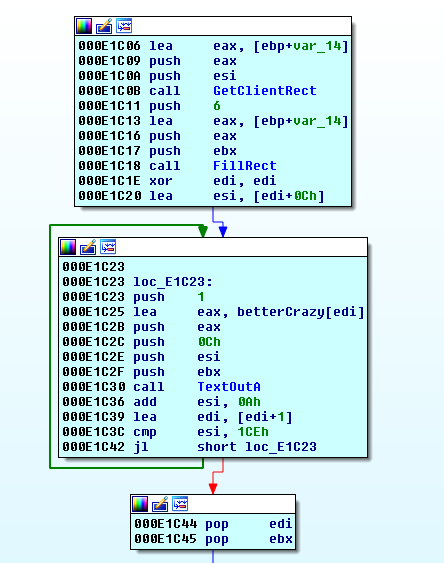 000E1C06 lea eax, [ebp+var_14]
000E1C09 push eax
000E1C0A push esi
000E1C0B call GetClientRect
000E1C11 push 6
000E1C13 lea eax, [ebp+var_14]
000E1C16 push eax
000E1C17 push ebx
000E1C18 call FillRect
000E1C1E xor edi, edi
000E1C20 lea esi, [edi+0Ch]
000E1C23
000E1C23 loc_E1C23:
000E1C23 push 1
000E1C25 lea eax, betterCrazy[edi]
000E1C2B push eax
000E1C2C push 0Ch
000E1C2E push esi
000E1C2F push ebx
000E1C30 call TextOutA
000E1C36 add esi, 0Ah
000E1C39 lea edi, [edi+1]
000E1C3C cmp esi, 1CEh
000E1C42 jl short loc_E1C23
000E1C44 pop edi
000E1C45 pop ebx